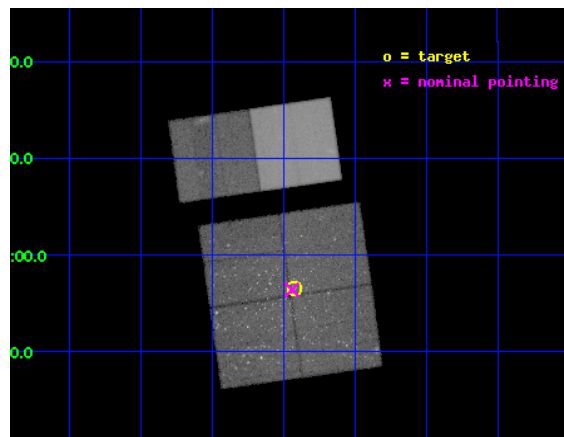 0.0
o = target
x = nominal pointing
0.0
:00.0
0.0